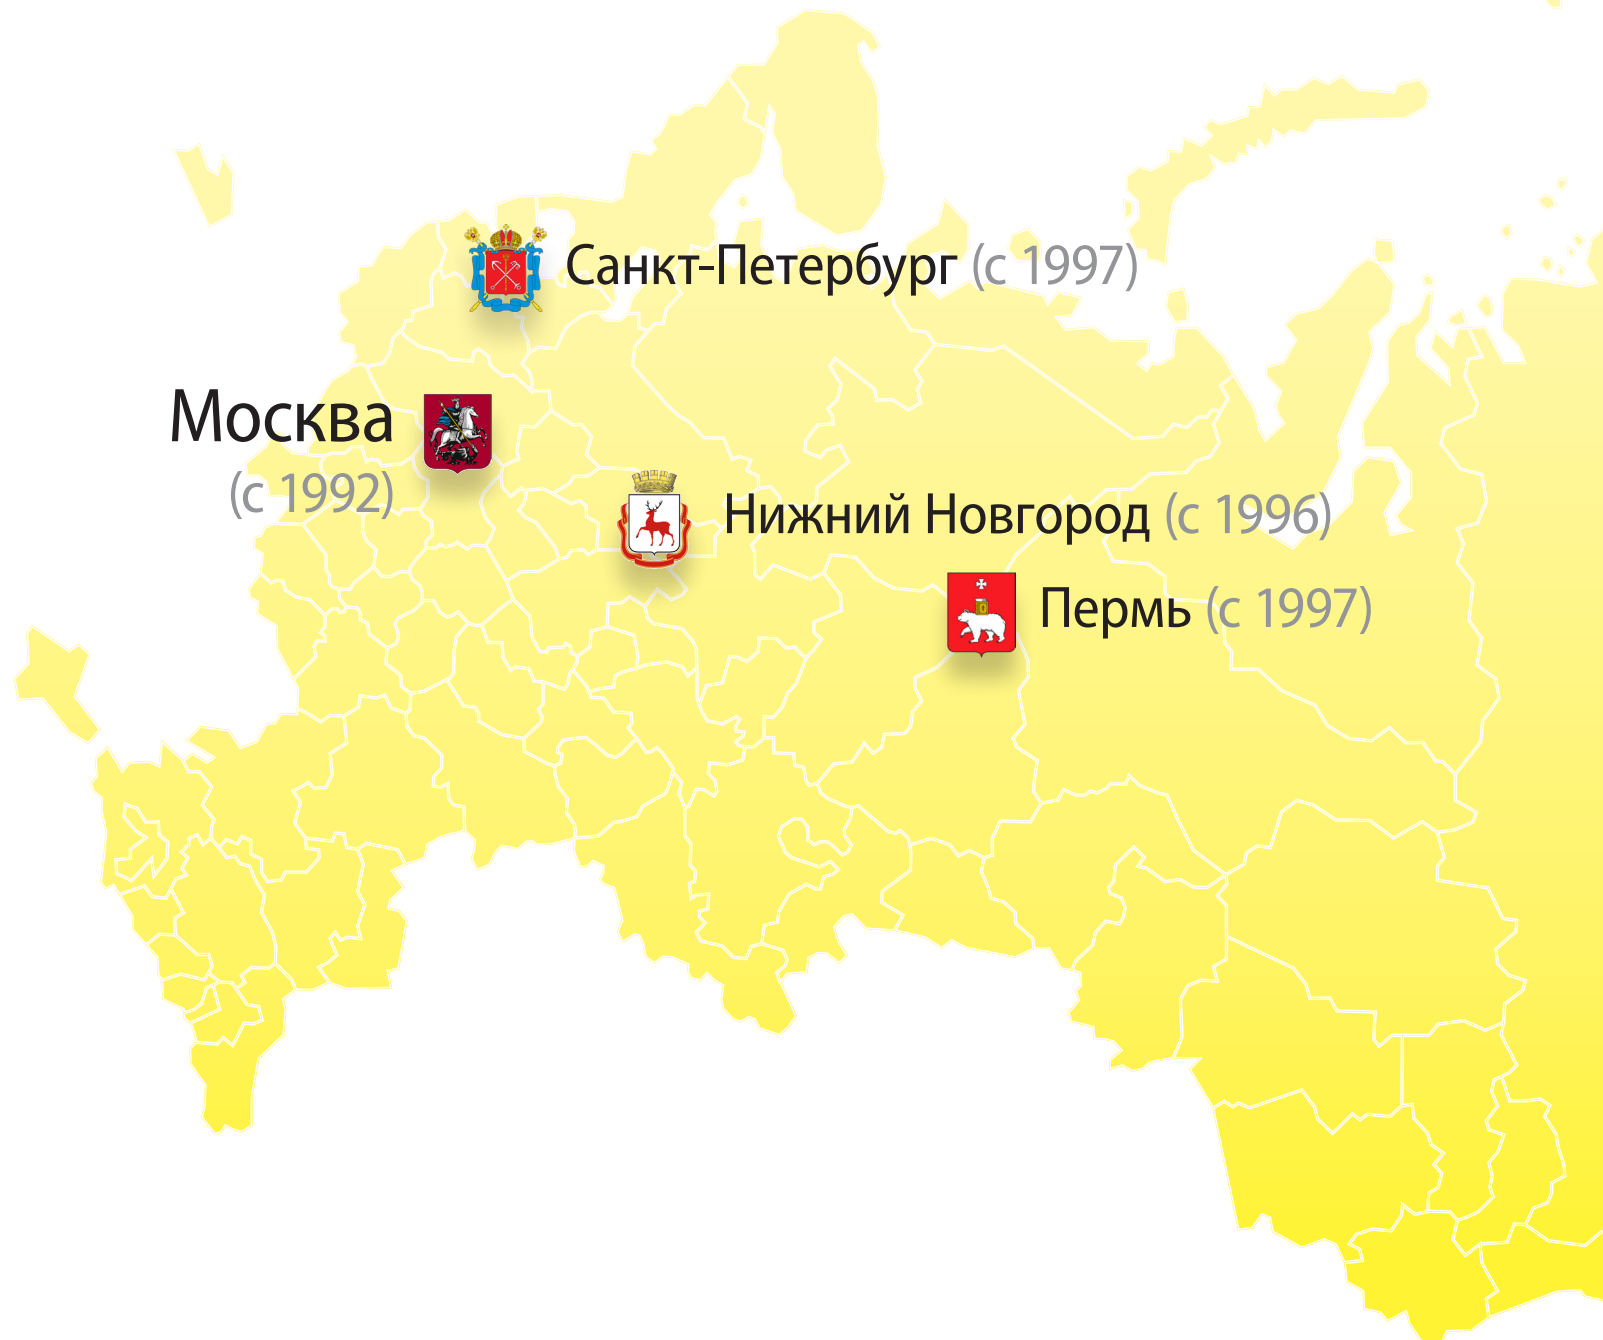 Санкт-Петербург (с 1997)
Москва
(с 1992)
Нижний Новгород (с 1996)
Пермь (с 1997)